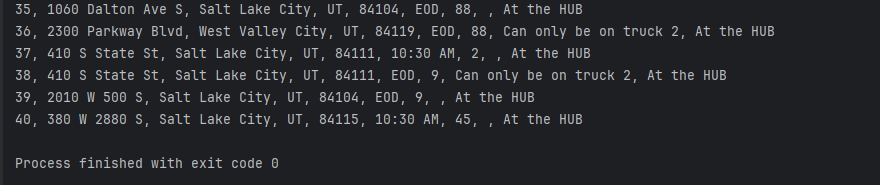 35, 1060 Dalton Ave S, Salt Lake City, UT, 84104, EOD, 88, , At the HUB
36, 2300 Parkway Blvd, West Valley City, UT, 84119, EOD, 88, Can only be on truck 2, At the HUB
37, 410 S State St, Salt Lake City, UT, 84111, 10:30 AM, 2, , At the HUB
38, 410 S State St, Salt Lake City, UT, 84111, EOD, 9, Can only be on truck 2, At the HUB
39, 2010 W 500 S, Salt Lake City, UT, 84104, EOD, 9, , At the HUB
40, 380 W 2880 S, Salt Lake City, UT, 84115, 10:30 AM, 45, , At the HUB
Process finished with exit code 0